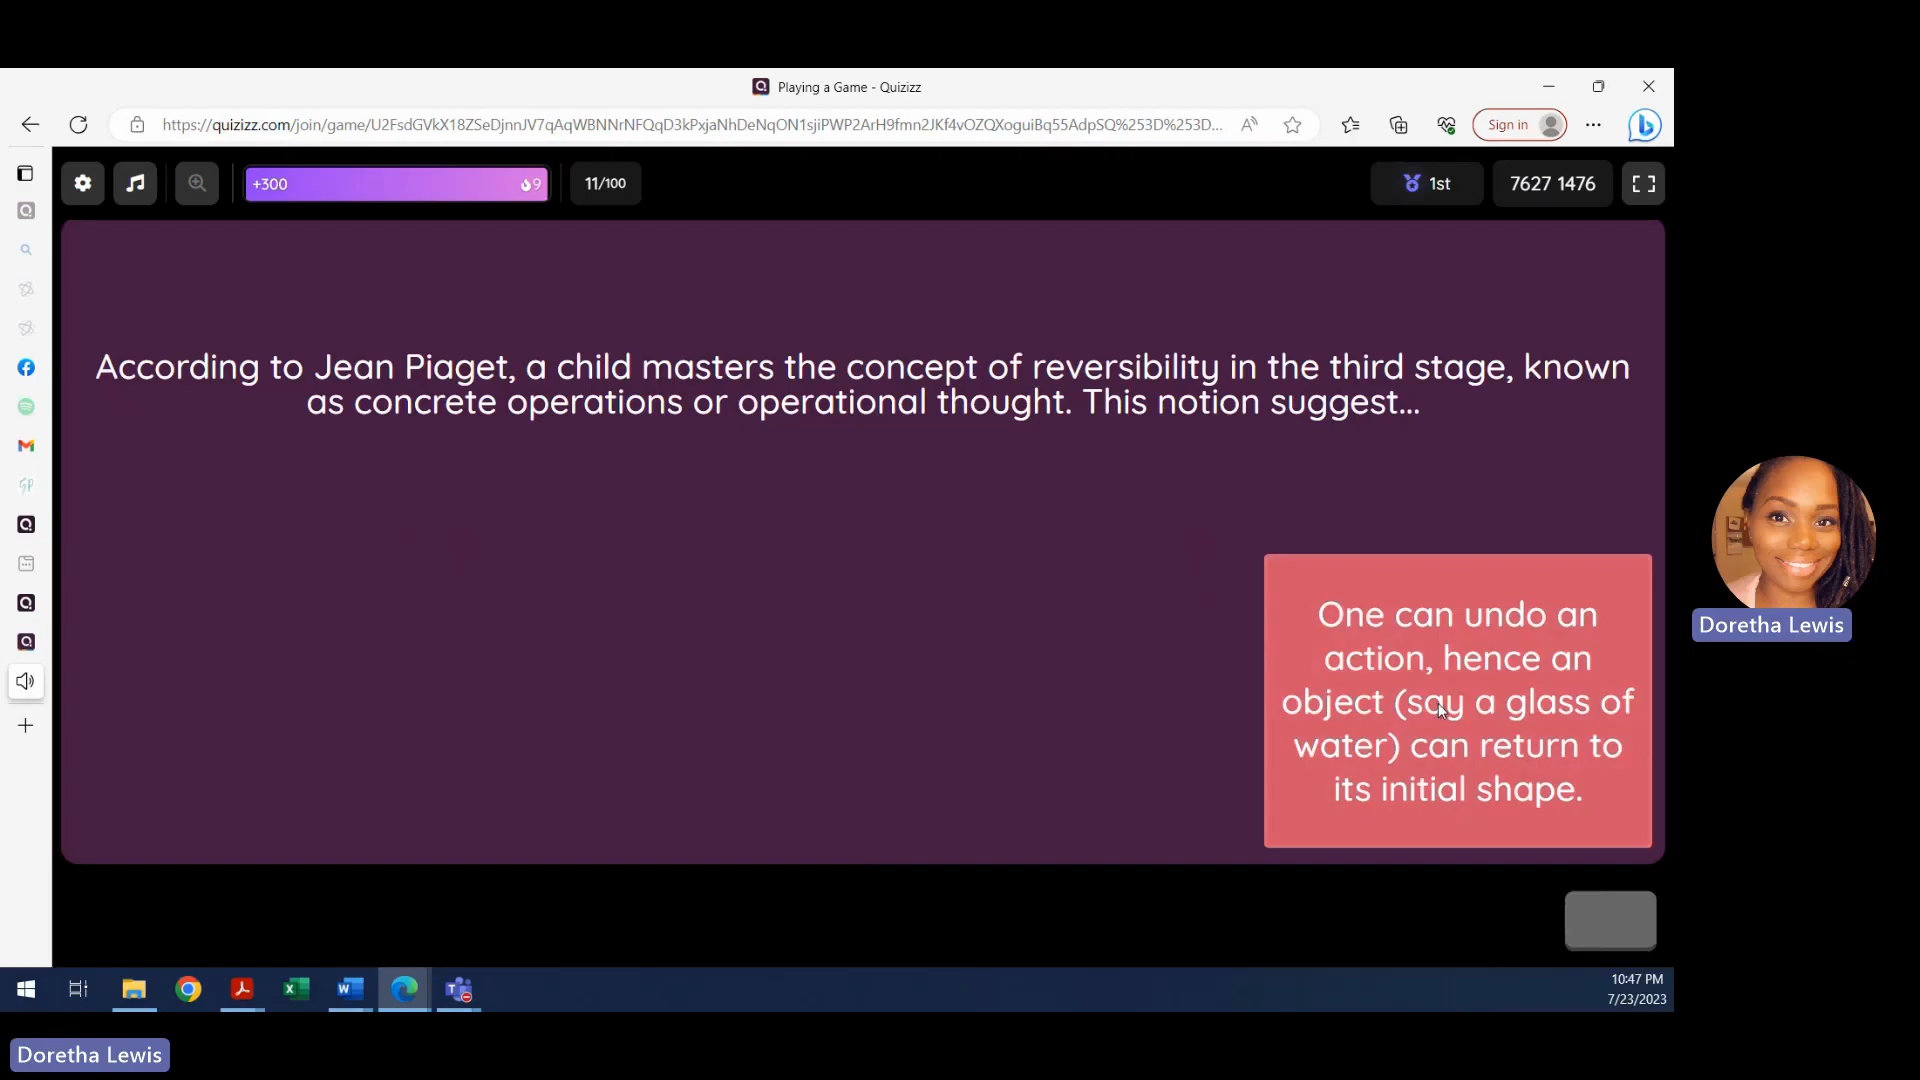 Playing a Game - Quizizz
https://quizizz.com/join/game/U2FsdGVkX18ZSeDjnnJV7qAqWBNNrNFQqD3kPxjaNhDeNqON1sjiPWP2ArH9fmn2JKf4vOZQXoguiBq55AdpSQ%253D%253D...
Sign in
+300
9
11/100
1st
7627 1476
According to Jean Piaget, a child masters the concept of reversibility in the third stage, known
as concrete operations or operational thought. This notion suggest...
One can undo an
action, hence an
object (say a glass of
water) can return to
its initial shape.
Doretha Lewis
10:47 PM
7/23/2023
Doretha Lewis